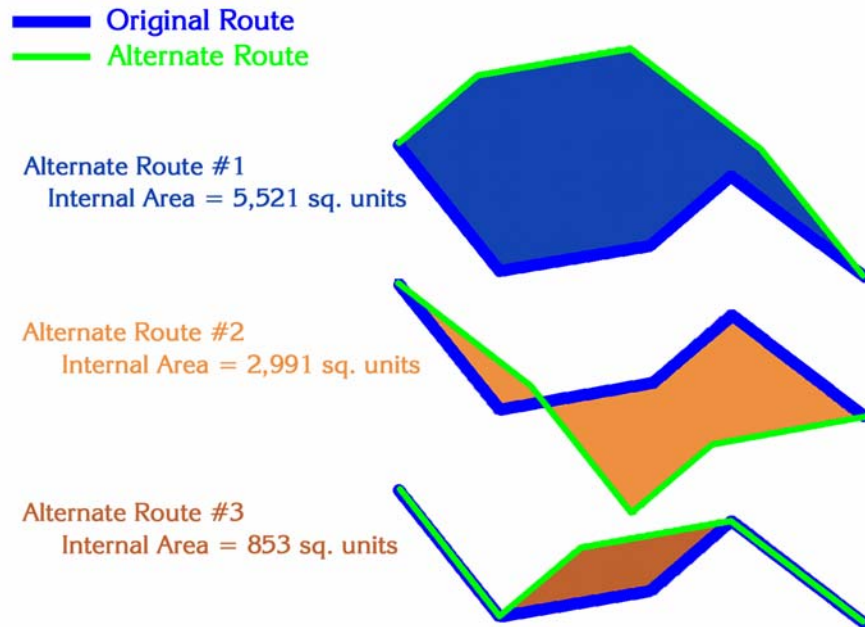 Original Route
Alternate Route
Alternate Route #1
Internal Area = 5,521 sq. units
Alternate Route #2
Internal Area = 2,991 sq. units
Alternate Route #3
Internal Area = 853 sq. units